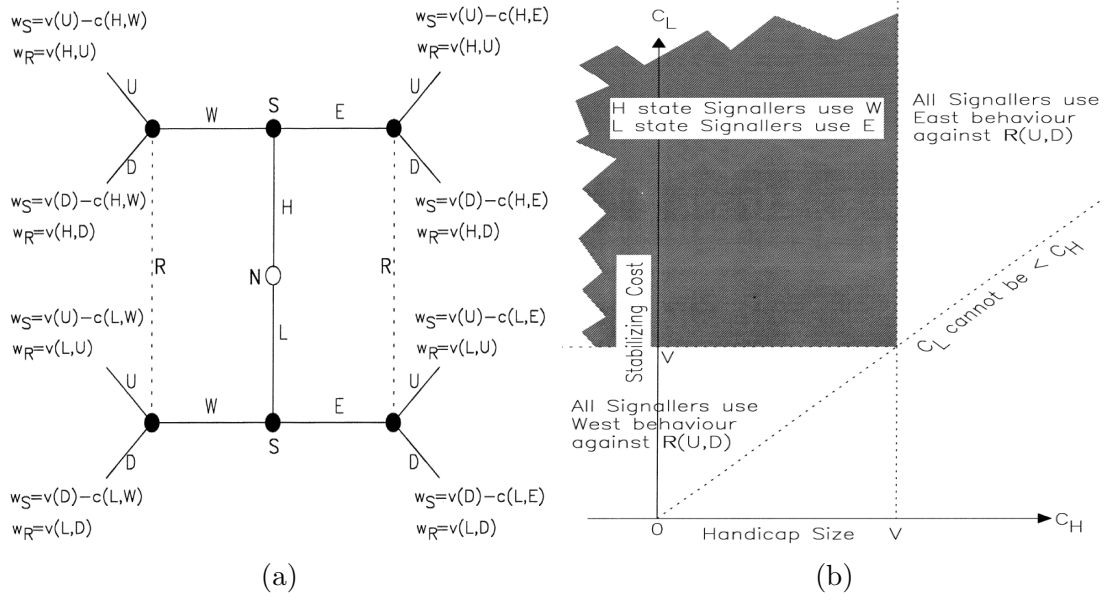 w_S=v(U)-c(H,W)
w_R=v(H,U)
w_S=v(U)-c(H,E)
w_R=v(H,U)
U
S
U
W
E
D
D
w_S=v(D)-c(H,W)
w_R=v(H,D)
w_S=v(D)-c(H,E)
w_R=v(H,D)
H
R
N
R
w_S=v(U)-c(L,W)
w_R=v(L,U)
w_S=v(U)-c(L,E)
w_R=v(L,U)
L
U
U
W
E
S
D
D
w_S=v(D)-c(L,W)
w_R=v(L,D)
w_S=v(D)-c(L,E)
w_R=v(L,D)
(a)
C_L
H state Signallers use W
L state Signallers use E
All Signallers use
East behaviour
against R(U,D)
Stabilizing Cost
C_L cannot be < C_H
V
All Signallers use
West behaviour
against R(U,D)
0
Handicap Size
V
C_H
(b)